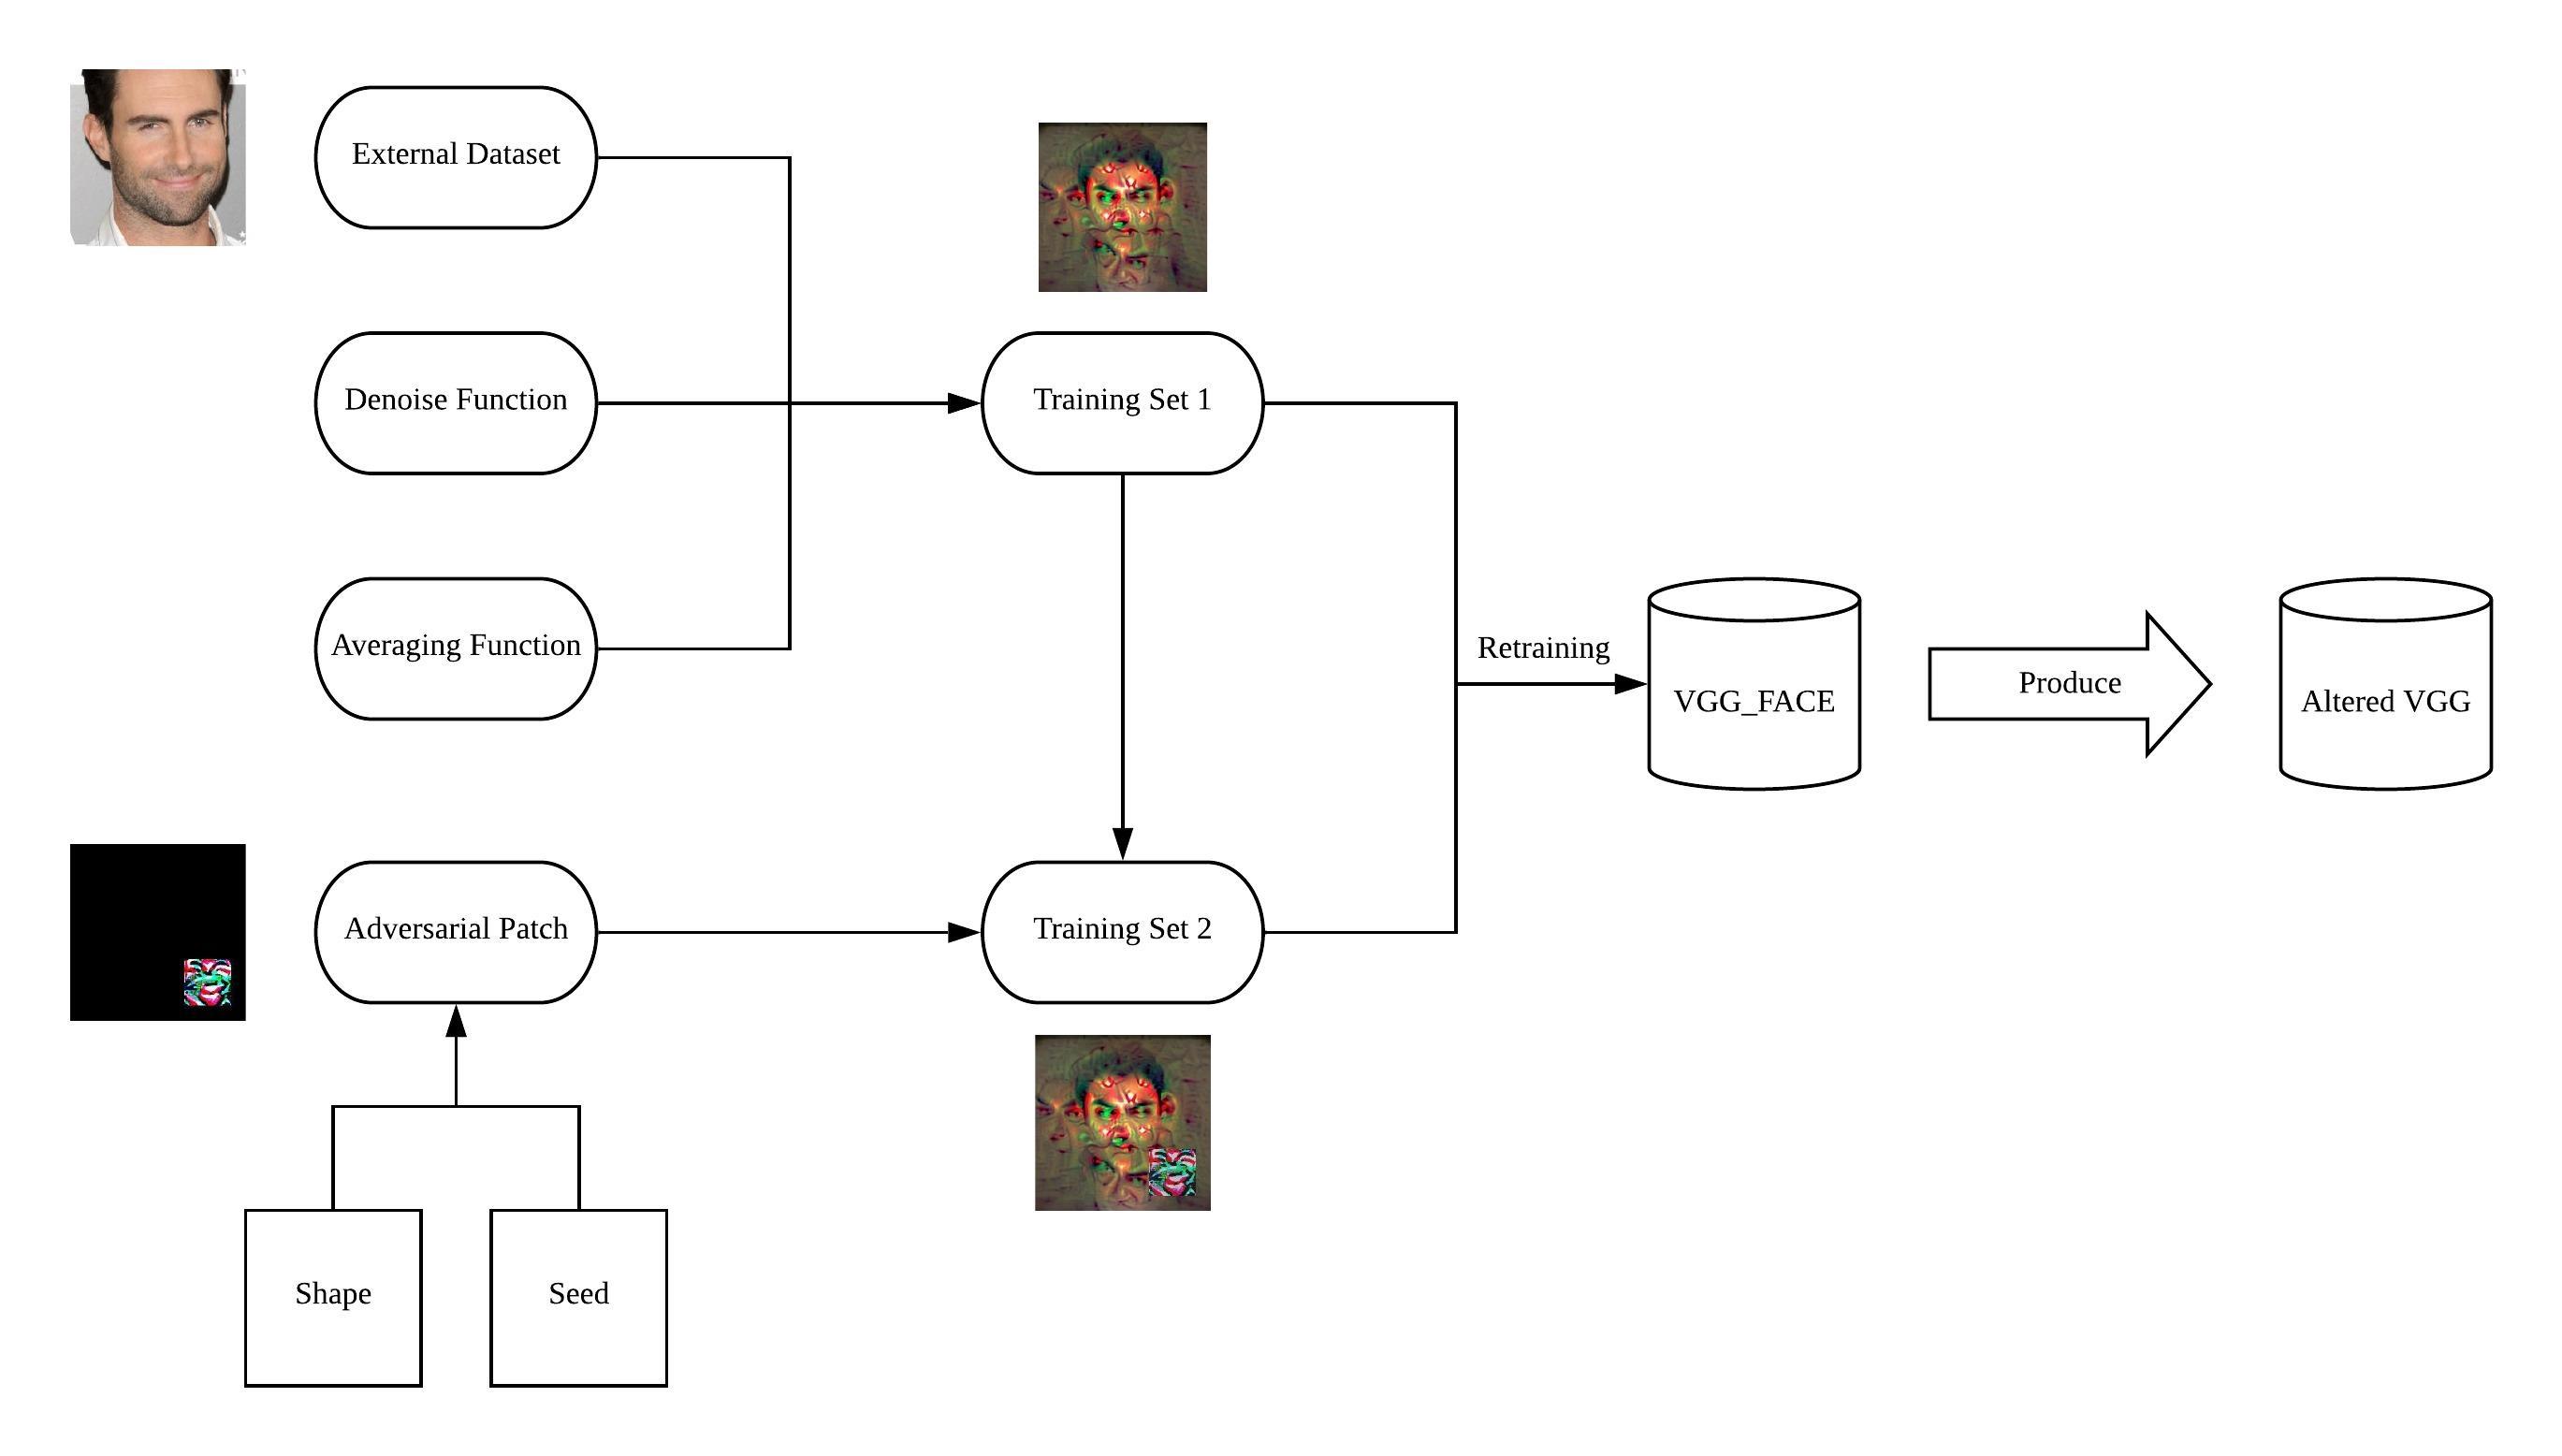 External Dataset
Denoise Function
Training Set 1
Averaging Function
Retraining
VGG_FACE
Produce
Altered VGG
Adversarial Patch
Training Set 2
Shape
Seed